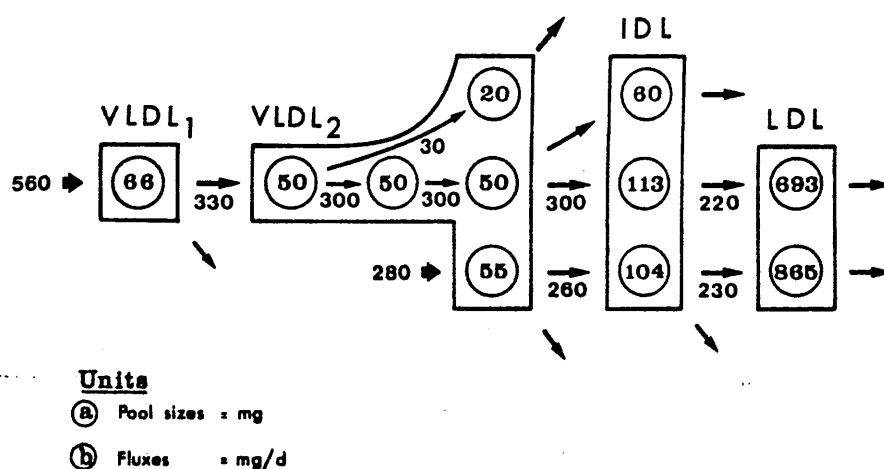 IDL
VLDL1 VLDL2 20 60 LDL
30
560 66 330 50 300 50 300 50 300 113 220 693
280 55 260 104 230 865
Units
a Pool sizes = mg
b Fluxes = mg/d